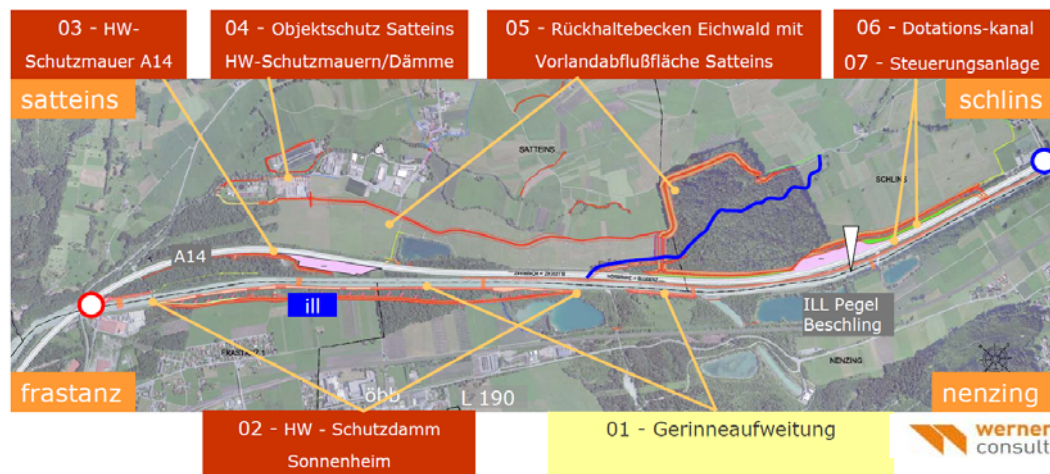 03 - HW-
Schutzmauer A14
04 - Objektschutz Satteins
HW-Schutzmauern/Dämme
05 - Rückhaltebecken Eichwald mit
Vorlandabflußfläche Satteins
06 - Dotations-kanal
07 - Steuerungsanlage
satteins
schlins
SATTEINS
SCHLINS
A14
ill
ILL Pegel
Beschling
NENZING
frastanz
öbb
L 190
nenzing
02 - HW - Schutzdamm
Sonnenheim
01 - Gerinneaufweitung
werner
consult